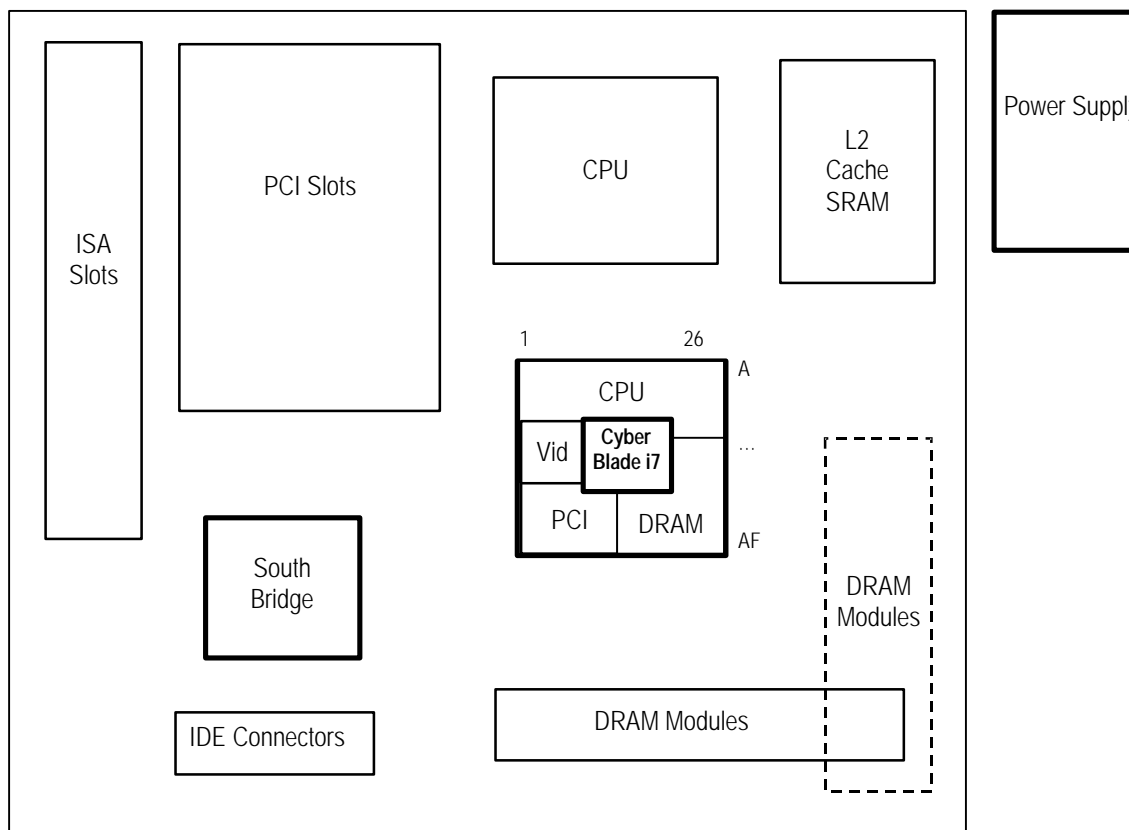 ISA
Slots
PCI Slots
CPU
L2
Cache
SRAM
Power Supply
1 26
A
CPU
Vid
Cyber
Blade i7
...
PCI
DRAM
AF
South
Bridge
DRAM
Modules
IDE Connectors
DRAM Modules